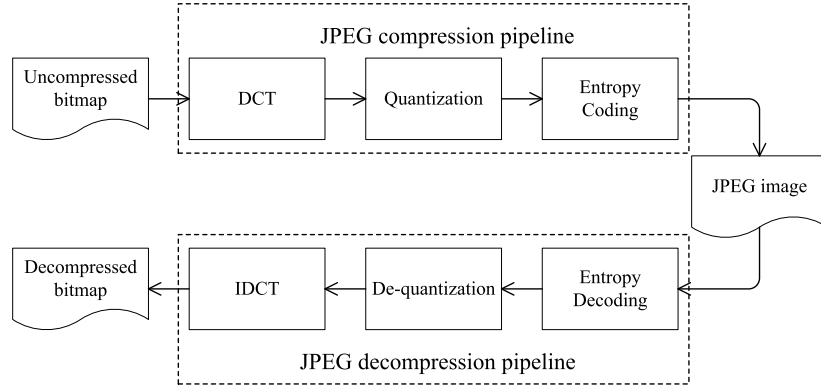 JPEG compression pipeline
Uncompressed
bitmap
DCT
Quantization
Entropy
Coding
JPEG image
Decompressed
bitmap
IDCT
De-quantization
Entropy
Decoding
JPEG decompression pipeline